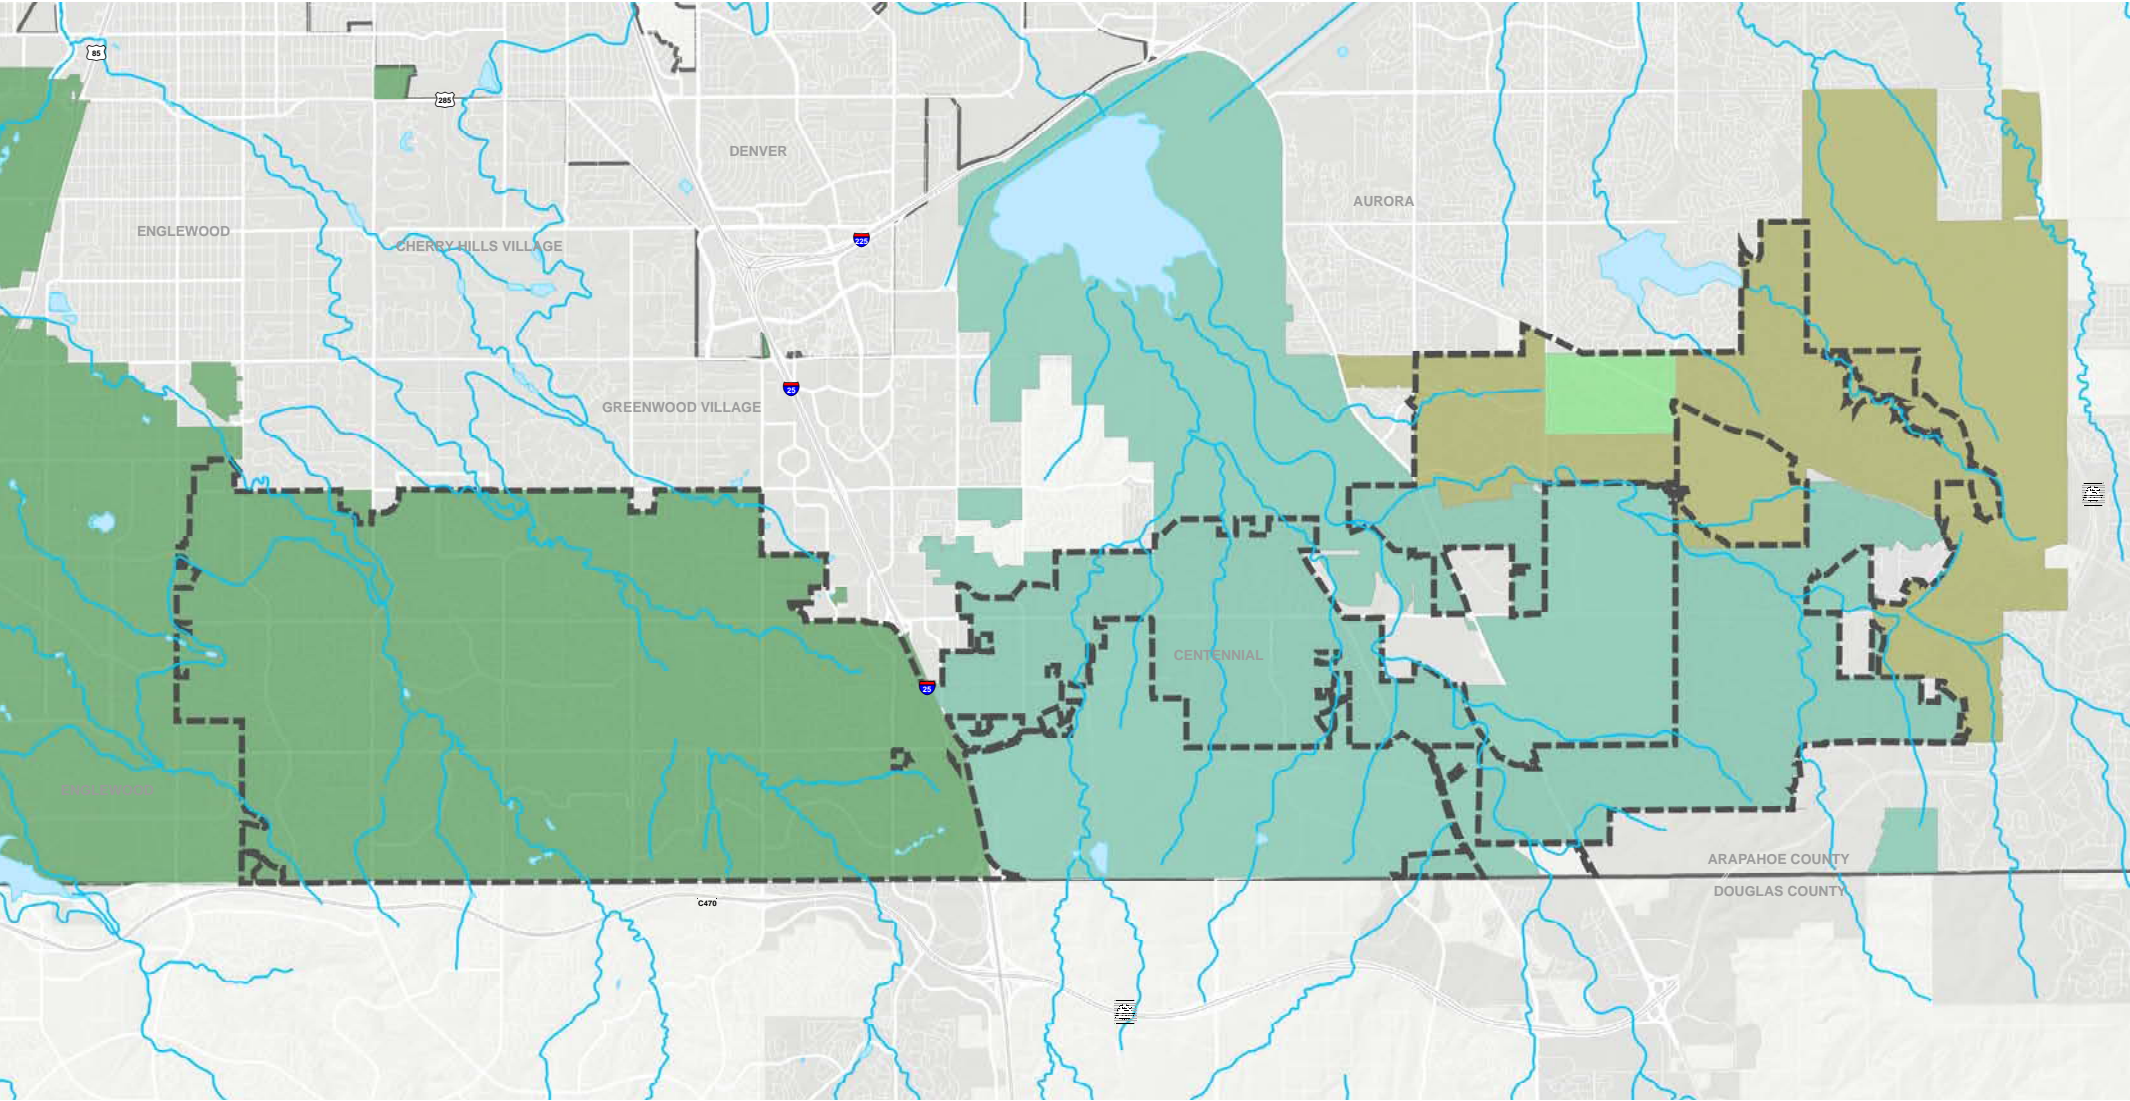 85
285
DENVER
AURORA
ENGLEWOOD
CHERRY HILLS VILLAGE
225
25
GREENWOOD VILLAGE
CENTENNIAL
25
ARAPAHOE COUNTY
DOUGLAS COUNTY
C470